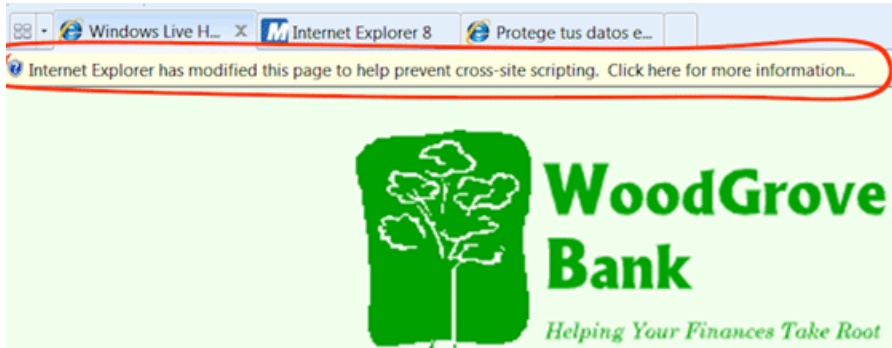 Windows Live H... X Internet Explorer 8 Protege tus datos e...
Internet Explorer has modified this page to help prevent cross-site scripting. Click here for more information...
WoodGrove
Bank
Helping Your Finances Take Root